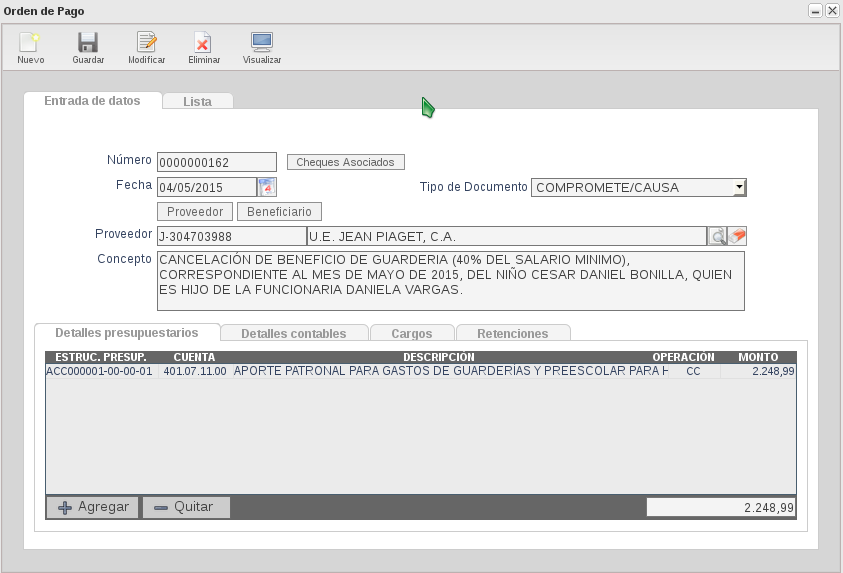 Orden de Pago
Nuevo Guardar Modificar Eliminar Visualizar
Entrada de datos Lista
Número 0000000162 Cheques Asociados
Fecha 04/05/2015 Tipo de Documento COMPROMETE/CAUSA
Proveedor Beneficiario
Proveedor J-304703988 U.E. JEAN PIAGET, C.A.
Concepto CANCELACIÓN DE BENEFICIO DE GUARDERIA (40% DEL SALARIO MINIMO),
CORRESPONDIENTE AL MES DE MAYO DE 2015, DEL NIÑO CESAR DANIEL BONILLA, QUIEN
ES HIJO DE LA FUNCIONARIA DANIELA VARGAS.
Detalles presupuestarios Detalles contables Cargos Retenciones
ESTRUC. PRESUP. CUENTA DESCRIPCIÓN OPERACIÓN MONTO
ACC000001-00-00-01 401.07.11.00 APORTE PATRONAL PARA GASTOS DE GUARDERÍAS Y PREESCOLAR PARA H CC 2.248,99
Agregar Quitar 2.248,99